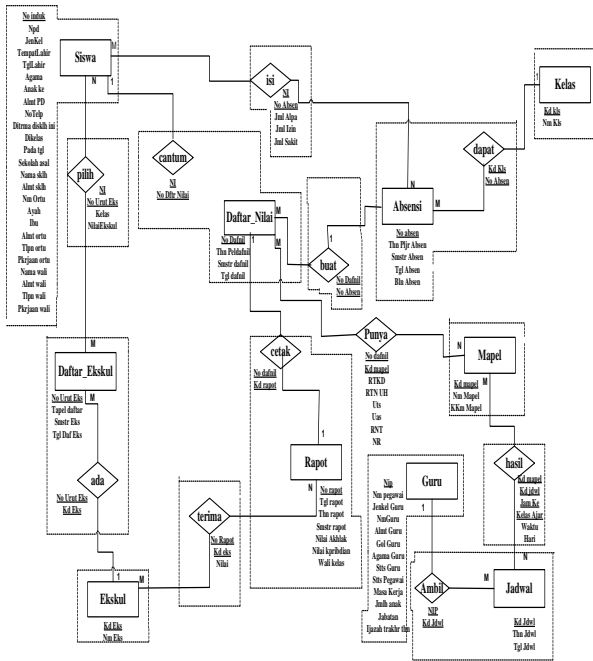 No induk
Npd
JenKel
TempatLahir
TglLahir
Agama
Anak ke
Almt PD
NoTelp
Ditrma disklh ini
Dikelas
Pada tgl
Sekolah asal
Nama sklh
Almt sklh
Nm Ortu
Ayah
Ibu
Almt ortu
Tlpn ortu
Pkrjaan ortu
Nama wali
Almt wali
Tlpn wali
Pkrjaan wali
Siswa
M
N
1
isi
NI
No Absen
Jml Alpa
Jml Izin
Jml Sakit
1
Kelas
Kd kls
Nm Kls
dapat
Kd Kls
No Absen
cantum
NI
No Dftr Nilai
pilih
NI
No Urut Eks
Kelas
NilaiEkskul
N
Absensi
1
M
No absen
Thn Pljr Absen
Smstr Absen
Tgl Absen
Bln Absen
Daftar_Nilai
M
1
M
No Dafnil
Thn Peldafnil
Smstr dafnil
Tgl dafnil
buat
No Dafnil
No Absen
Punya
No dafnil
Kd mapel
RTKD
RTN UH
Uts
Uas
RNT
NR
N
Mapel
M
Kd mapel
Nm Mapel
KKm Mapel
cetak
No dafnil
Kd rapot
M
Daftar_Ekskul
M
No Urut Eks
Tapel daftar
Smstr Eks
Tgl Daf Eks
1
Rapot
N
No rapot
Tgl rapot
Thn rapot
Smstr rapot
Nilai Akhlak
Nilai kpribdian
Wali kelas
hasil
Kd mapel
Kd jdwl
Jam Ke
Kelas Ajar
Waktu
Hari
Guru
1
Nip
Nm pegawai
Jenkel Guru
NmGuru
Almt Guru
Gol Guru
Agama Guru
Stts Guru
Stts Pegawai
Masa Kerja
Jmlh anak
Jabatan
Ijazah trakhr thn
ada
No Urut Eks
Kd Eks
terima
No Rapot
Kd eks
Nilai
1
M
Ekskul
Kd Eks
Nm Eks
Ambil
NIP
Kd Jdwl
N
M
Jadwal
Kd Jdwl
Thn Jdwl
Tgl Jdwl